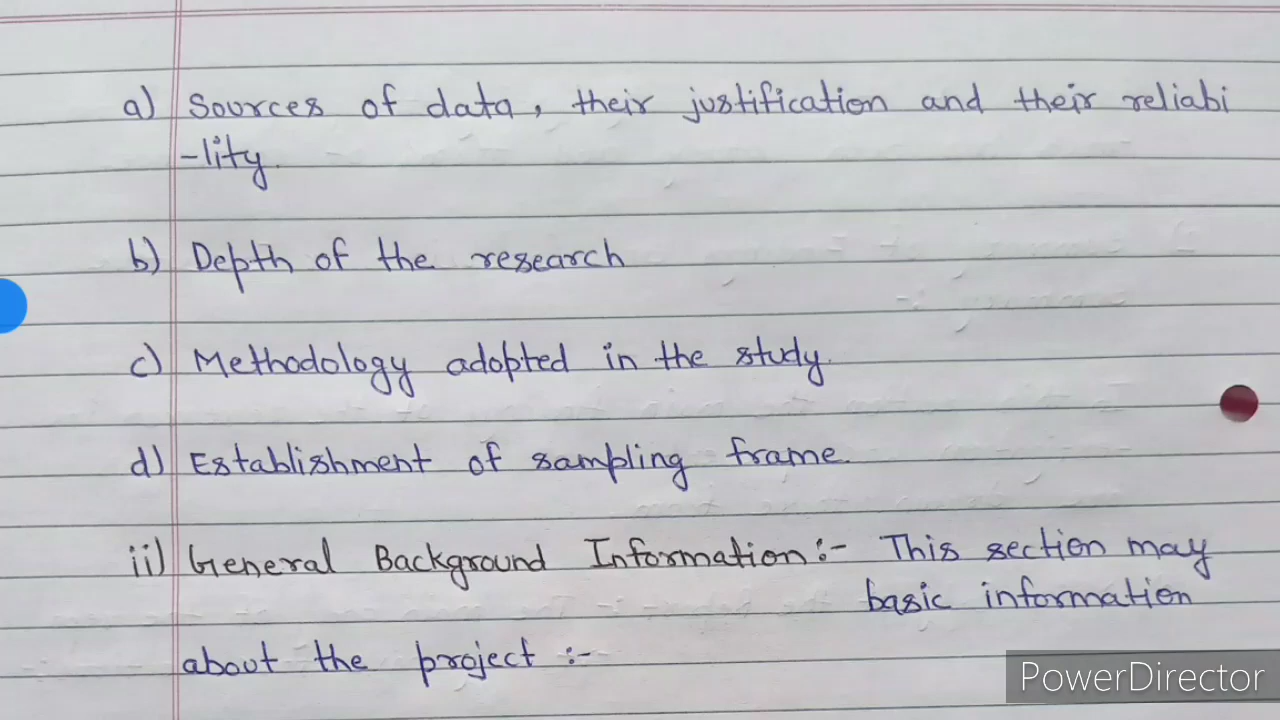 a) Sources of data, their justification and their reliabi
-lity.
b) Depth of the research
c) Methodology adopted in the study.
d) Establishment of sampling frame.
ii) General Background Information :- This section may
basic information
about the project :-
PowerDirector